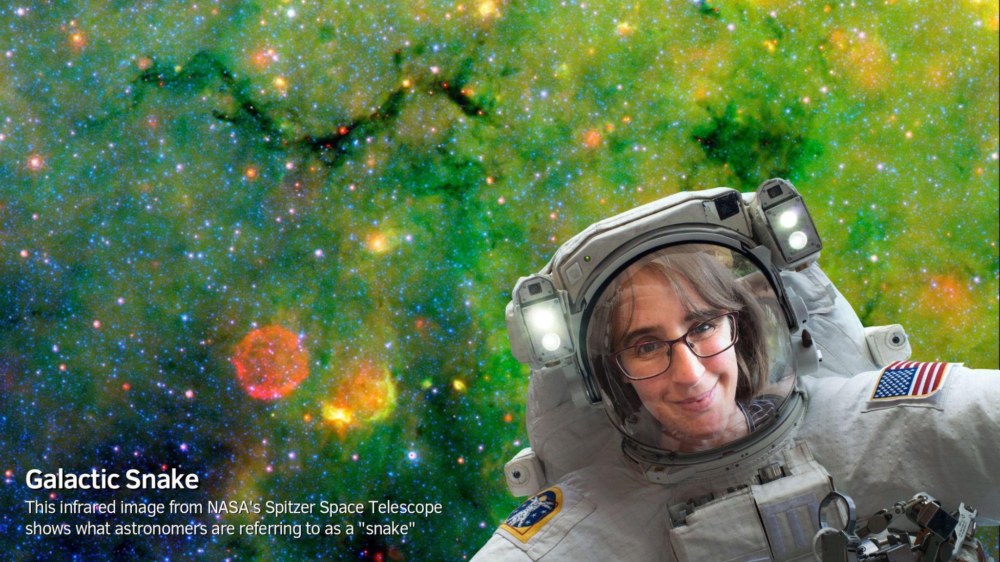 Galactic Snake
This infrared image from NASA's Spitzer Space Telescope
shows what astronomers are referring to as a "snake"